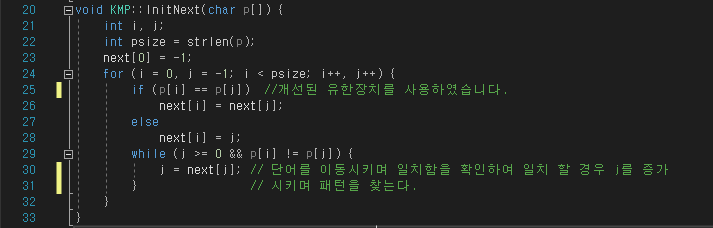 20 void KMP::InitNext(char p[]) {
21 int i, j;
22 int psize = strlen(p);
23 next[0] = -1;
24 for (i = 0, j = -1; i < psize; i++, j++) {
25 if (p[i] == p[j]) //개선된 유한장치를 사용하였습니다.
26 next[i] = next[j];
27 else
28 next[i] = j;
29 while (j >= 0 && p[i] != p[j]) {
30 j = next[j]; // 단어를 이동시키며 일치함을 확인하여 일치 할 경우 j를 증가
31 } // 시키며 패턴을 찾는다.
32 }
33 }